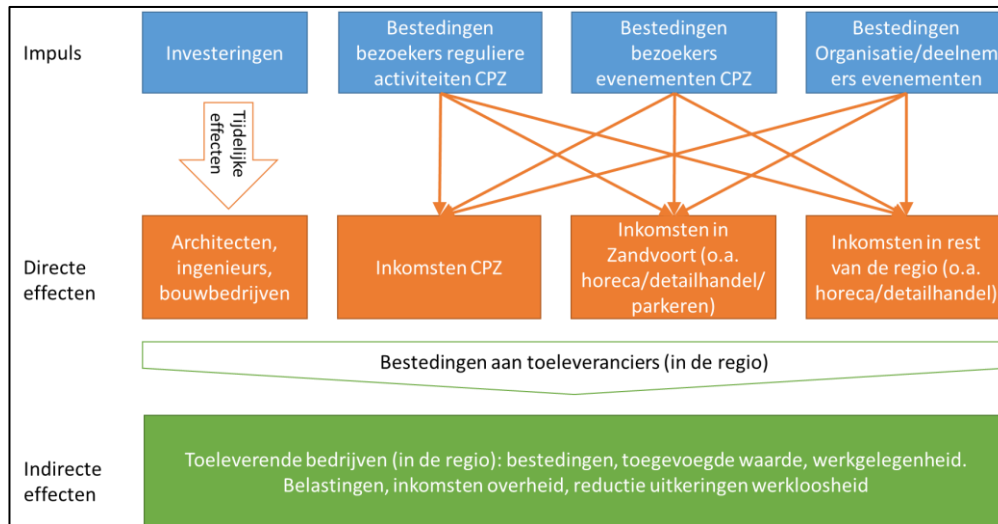 Impuls
Investeringen
Bestedingen
bezoekers reguliere
activiteiten CPZ
Bestedingen
bezoekers
evenementen CPZ
Bestedingen
Organisatie/deelnem
ers evenementen
Tijdelijke
effecten
Directe
effecten
Architecten,
ingenieurs,
bouwbedrijven
Inkomsten CPZ
Inkomsten in
Zandvoort (o.a.
horeca/detailhandel/
parkeren)
Inkomsten in rest
van de regio (o.a.
horeca/detailhandel)
Bestedingen aan toeleveranciers (in de regio)
Indirecte
effecten
Toeleverende bedrijven (in de regio): bestedingen, toegevoegde waarde, werkgelegenheid.
Belastingen, inkomsten overheid, reductie uitkeringen werkloosheid